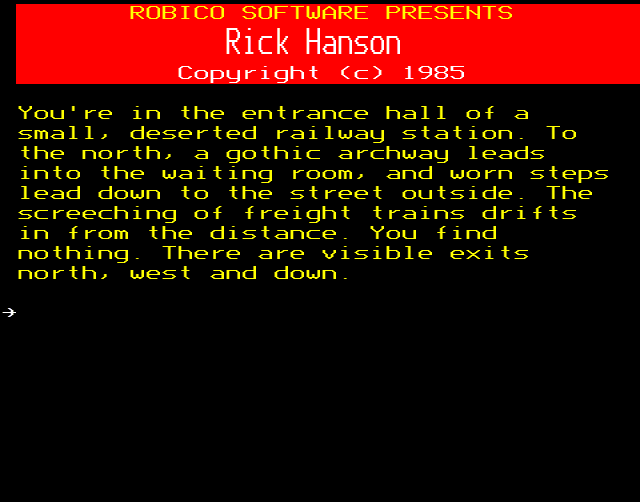 ROBICO SOFTWARE PRESENTS
Rick Hanson
Copyright (c) 1985
You're in the entrance hall of a
small, deserted railway station. To
the north, a gothic archway leads
into the waiting room, and worn steps
lead down to the street outside. The
screeching of freight trains drifts
in from the distance. You find
nothing. There are visible exits
north, west and down.
→